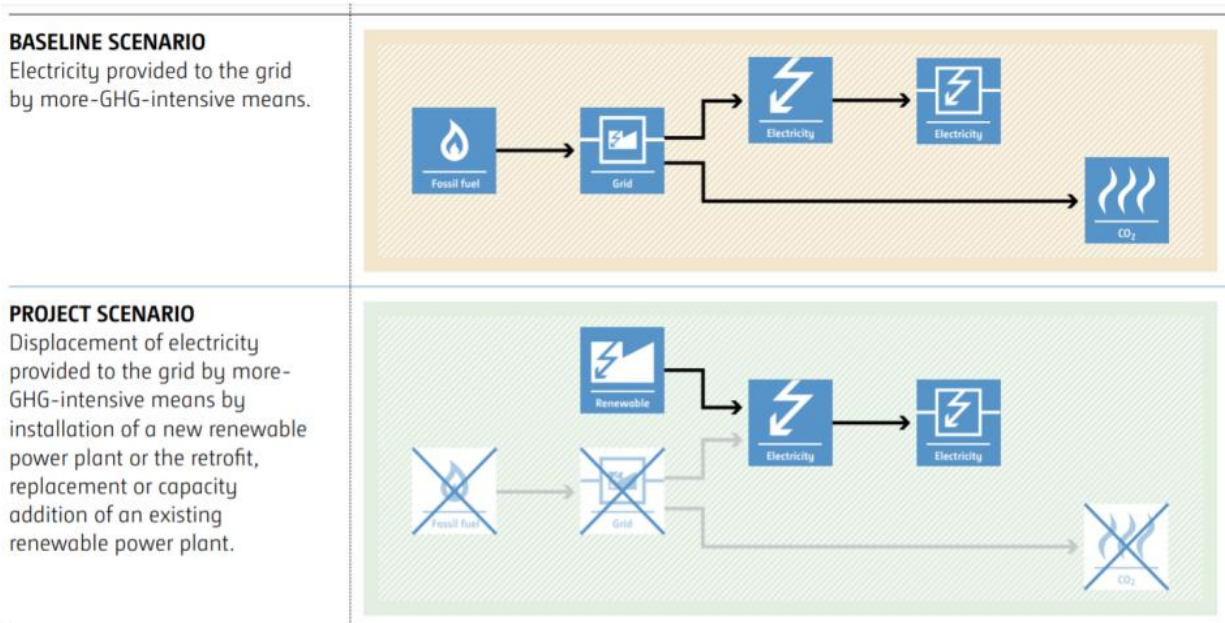 BASELINE SCENARIO
Electricity provided to the grid
by more-GHG-intensive means.
Fossil fuel
Grid
Electricity
Electricity
CO₂
PROJECT SCENARIO
Displacement of electricity
provided to the grid by more-
GHG-intensive means by
installation of a new renewable
power plant or the retrofit,
replacement or capacity
addition of an existing
renewable power plant.
Renewable
Electricity
Electricity
Fossil fuel
Grid
CO₂